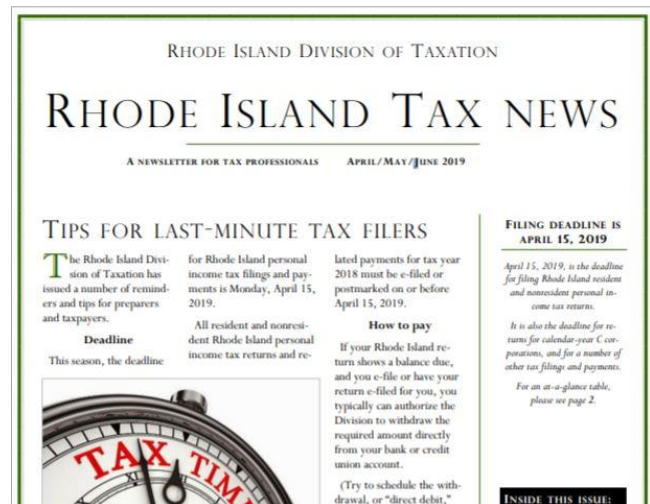 RHODE ISLAND DIVISION OF TAXATION
RHODE ISLAND TAX NEWS
A NEWSLETTER FOR TAX PROFESSIONALS APRIL/MAY/JUNE 2019
TIPS FOR LAST-MINUTE TAX FILERS
The Rhode Island Divi-
sion of Taxation has
issued a number of remind-
ers and tips for preparers
and taxpayers.
Deadline
This season, the deadline
for Rhode Island personal
income tax filings and pay-
ments is Monday, April 15,
2019.
All resident and nonresi-
dent Rhode Island personal
income tax returns and re-
lated payments for tax year
2018 must be e-filed or
postmarked on or before
April 15, 2019.
How to pay
If your Rhode Island re-
turn shows a balance due,
and you e-file or have your
return e-filed for you, you
typically can authorize the
Division to withdraw the
required amount directly
from your bank or credit
union account.
(Try to schedule the with-
drawal, or "direct debit,"
TAX TIME
XII
FILING DEADLINE IS
APRIL 15, 2019
April 15, 2019, is the deadline
for filing Rhode Island resident
and nonresident personal in-
come tax returns.
It is also the deadline for re-
turns for calendar-year C cor-
porations, and for a number of
other tax filings and payments.
For an at-a-glance table,
please see page 2.
INSIDE THIS ISSUE: